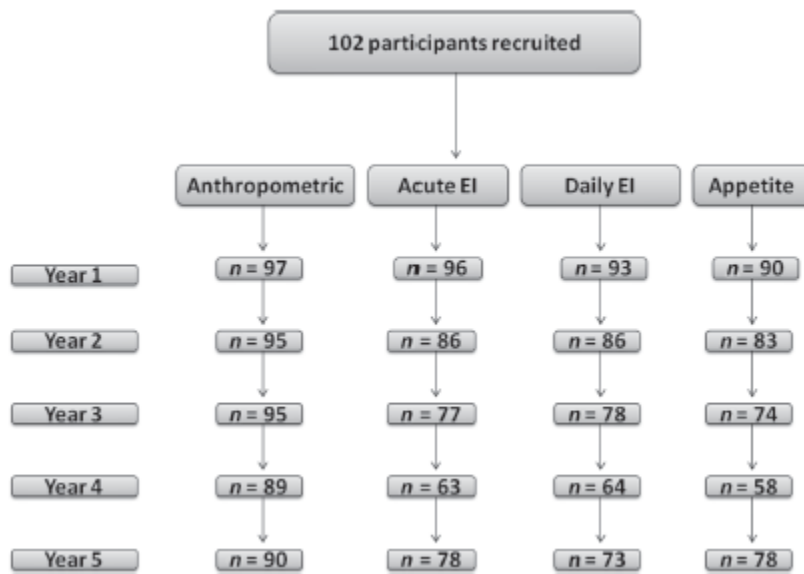 102 participants recruited
Anthropometric Acute EI Daily EI Appetite
Year 1 n = 97 n = 96 n = 93 n = 90
Year 2 n = 95 n = 86 n = 86 n = 83
Year 3 n = 95 n = 77 n = 78 n = 74
Year 4 n = 89 n = 63 n = 64 n = 58
Year 5 n = 90 n = 78 n = 73 n = 78